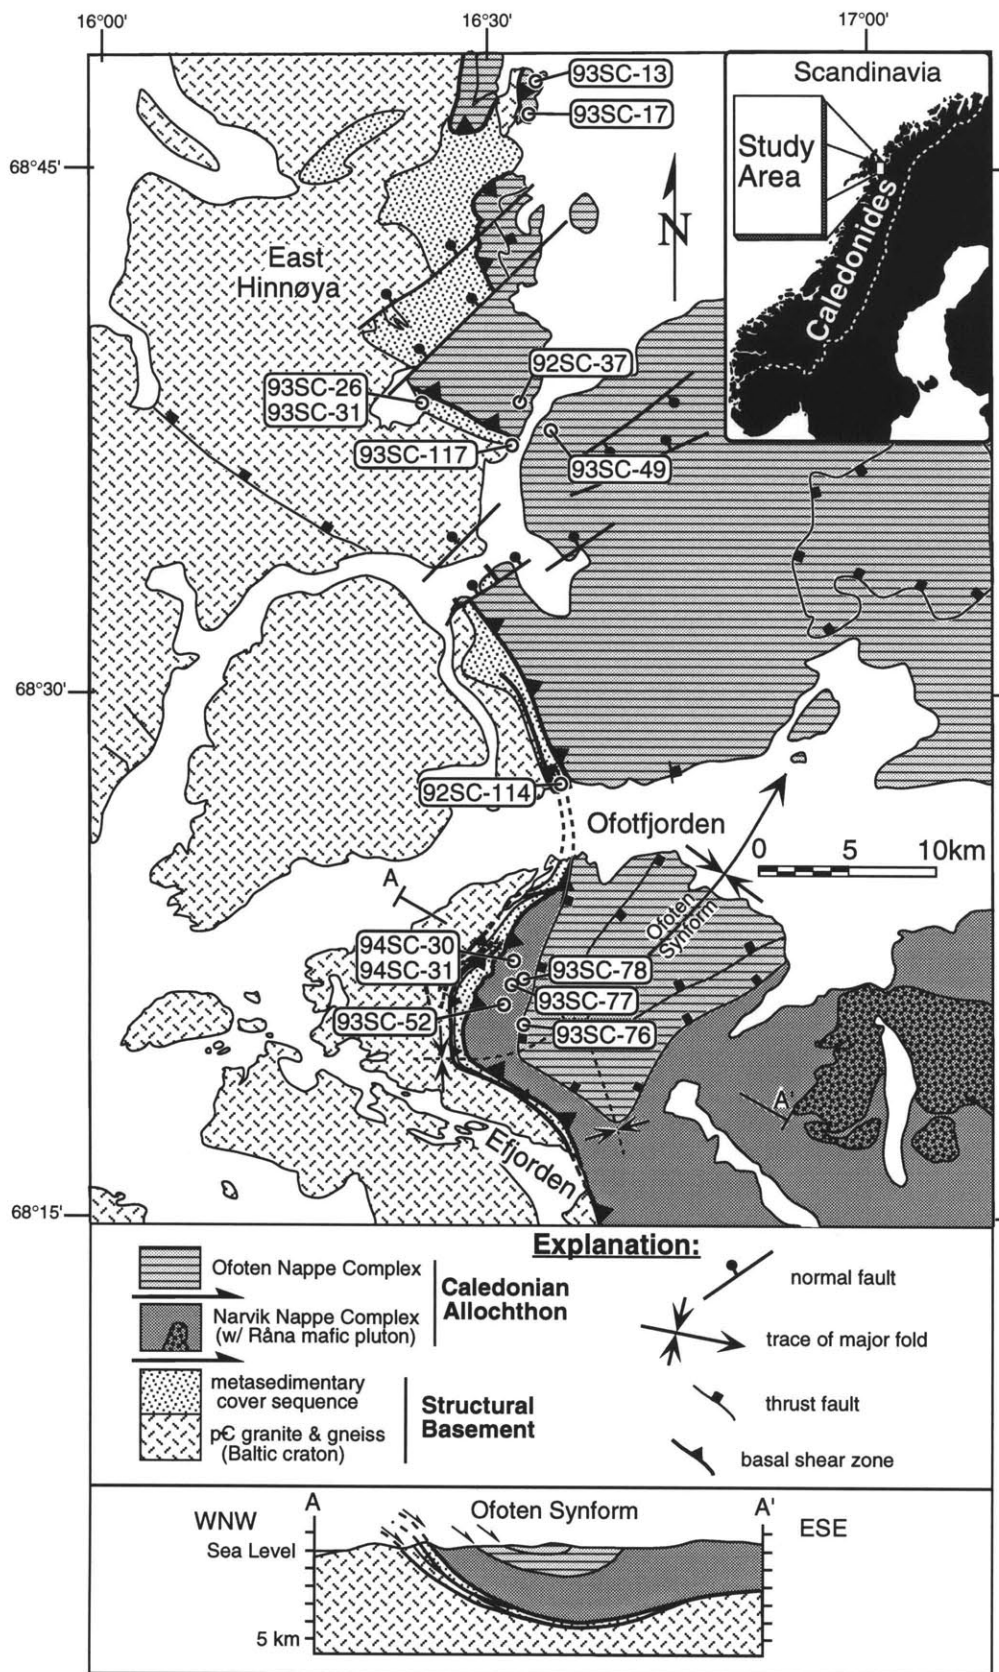 16°00'
16°30'
17°00'
93SC-13
93SC-17
Scandinavia
Study
Area
Caledonides
68°45'
N
East
Hinnøya
92SC-37
93SC-26
93SC-31
93SC-117
93SC-49
68°30'
92SC-114
Ofotfjorden
0 5 10km
A
Ofoten
Synform
94SC-30
94SC-31
93SC-78
93SC-77
93SC-52
93SC-76
A'
Efjorden
68°15'
Explanation:
Ofoten Nappe Complex
Caledonian
Allochthon
Narvik Nappe Complex
(w/ Råna mafic pluton)
metasedimentary
cover sequence
Structural
Basement
p€ granite & gneiss
(Baltic craton)
normal fault
trace of major fold
thrust fault
basal shear zone
A
Ofoten Synform
A'
WNW
ESE
Sea Level
5 km